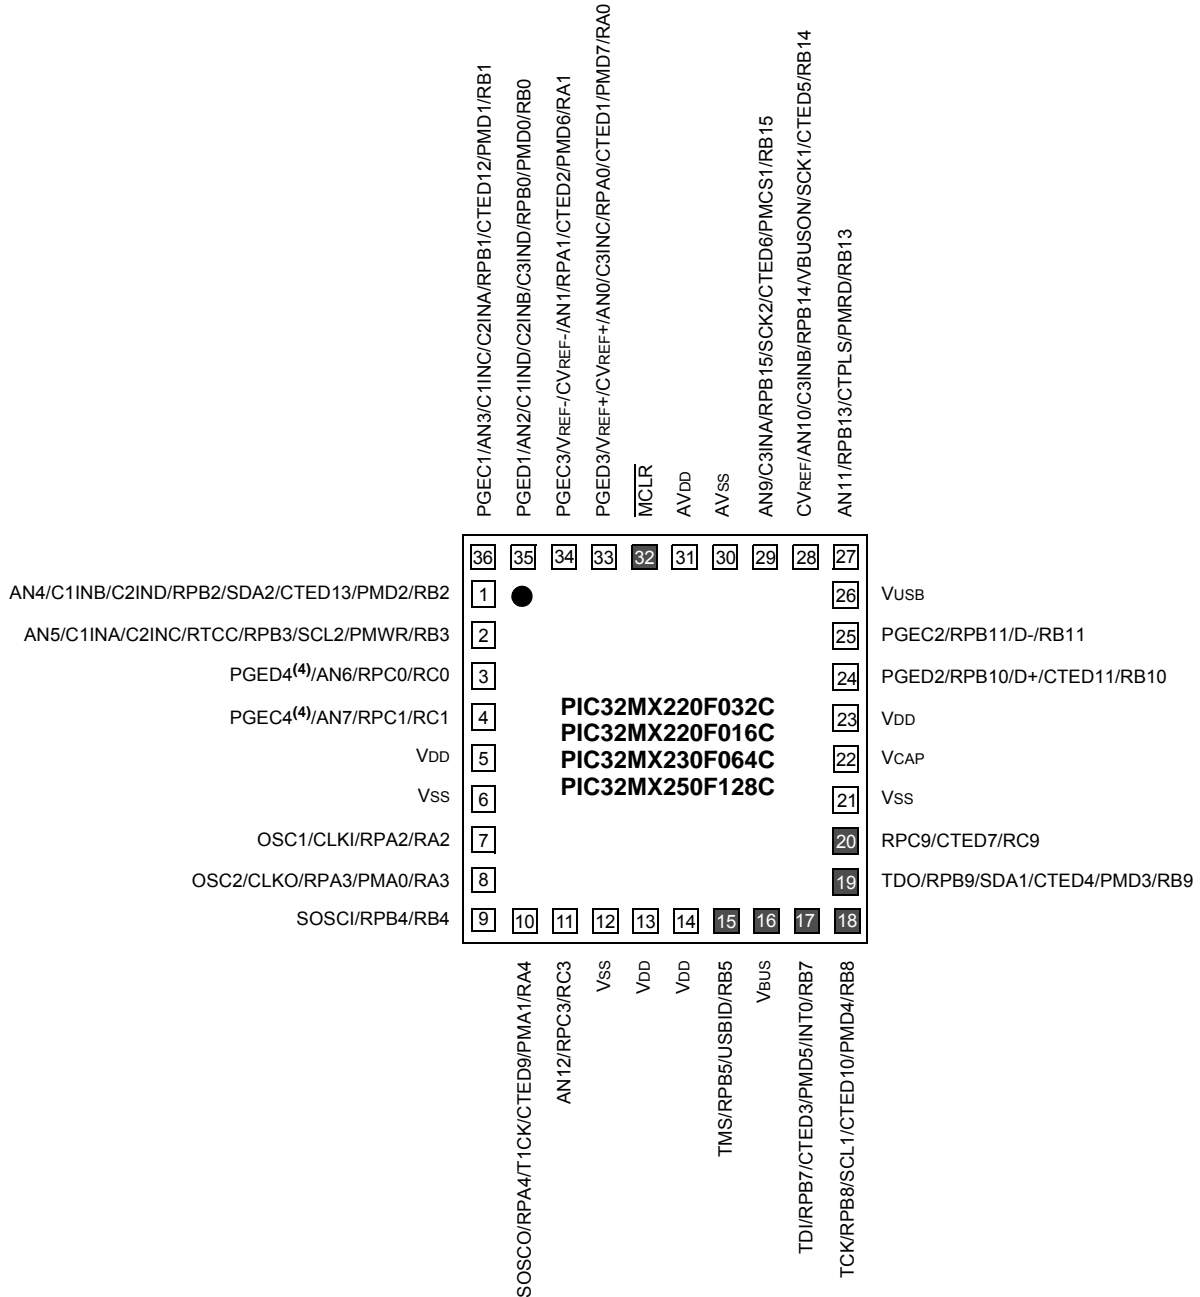 PGEC1/AN3/C1INC/C2INA/RPB1/CTED12/PMD1/RB1
PGED1/AN2/C1IND/C2INB/C3IND/RPB0/PMD0/RB0
PGEC3/VREF-/CVREF-/AN1/RPA1/CTED2/PMD6/RA1
PGED3/VREF+/CVREF+/AN0/C3INC/RPA0/CTED1/PMD7/RA0
MCLR
AVDD
AVSS
AN9/C3INA/RPB15/SCK2/CTED6/PMCS1/RB15
CVREF/AN10/C3INB/RPB14/VBUSON/SCK1/CTED5/RB14
AN11/RPB13/CTPLS/PMRD/RB13
36 35 34 33 32 31 30 29 28 27
AN4/C1INB/C2IND/RPB2/SDA2/CTED13/PMD2/RB2 1
26 VUSB
AN5/C1INA/C2INC/RTCC/RPB3/SCL2/PMWR/RB3 2
25 PGEC2/RPB11/D-/RB11
PGED4(4)/AN6/RPC0/RC0 3
24 PGED2/RPB10/D+/CTED11/RB10
PGEC4(4)/AN7/RPC1/RC1 4
23 VDD
PIC32MX220F032C
PIC32MX220F016C
PIC32MX230F064C
PIC32MX250F128C
VDD 5
22 VCAP
VSS 6
21 VSS
OSC1/CLKI/RPA2/RA2 7
20 RPC9/CTED7/RC9
OSC2/CLKO/RPA3/PMA0/RA3 8
19 TDO/RPB9/SDA1/CTED4/PMD3/RB9
SOSCI/RPB4/RB4 9
10 11 12 13 14 15 16 17 18
SOSCO/RPA4/T1CK/CTED9/PMA1/RA4
AN12/RPC3/RC3
VSS
VDD
VDD
TMS/RPB5/USBID/RB5
VBUS
TDI/RPB7/CTED3/PMD5/INT0/RB7
TCK/RPB8/SCL1/CTED10/PMD4/RB8